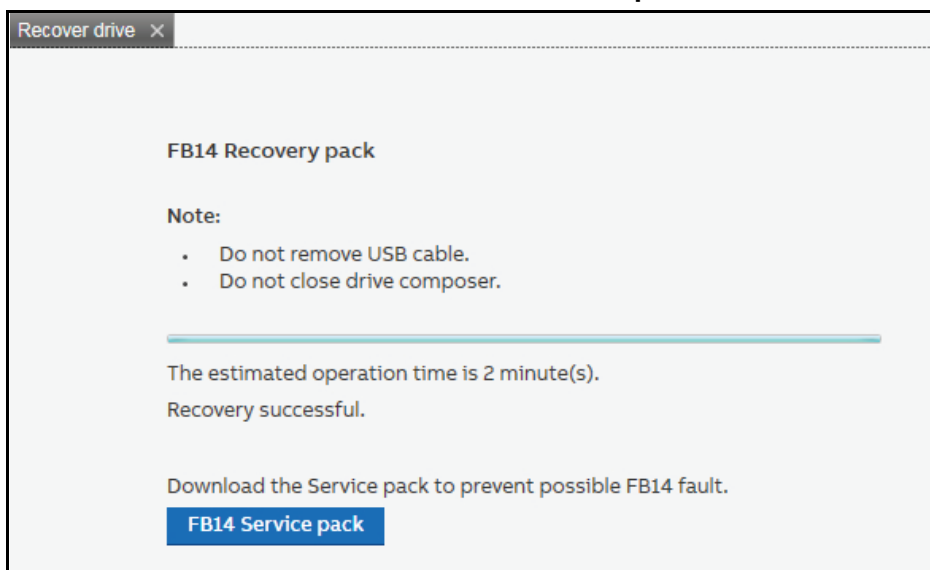 Recover drive ×
FB14 Recovery pack
Note:
• Do not remove USB cable.
• Do not close drive composer.
The estimated operation time is 2 minute(s).
Recovery successful.
Download the Service pack to prevent possible FB14 fault.
FB14 Service pack